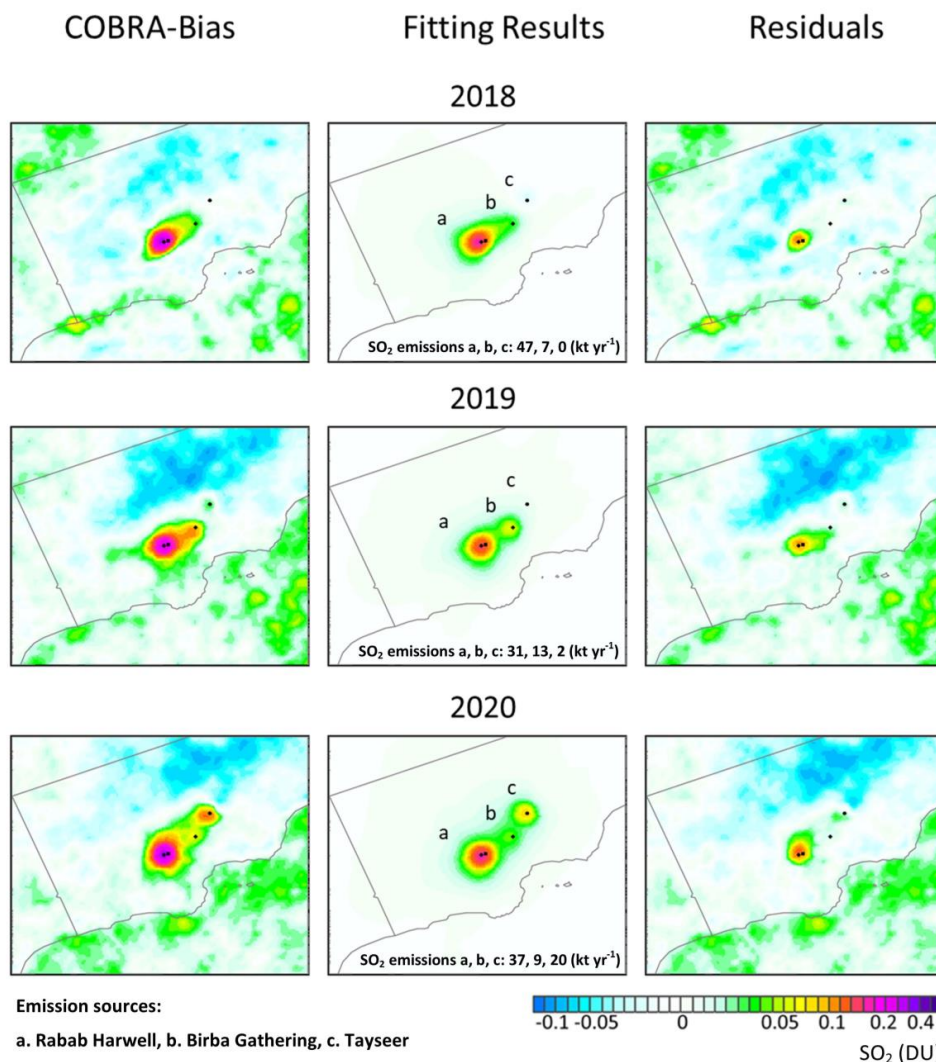 COBRA-Bias Fitting Results Residuals
2018
c
b
a
SO₂ emissions a, b, c: 47, 7, 0 (kt yr⁻¹)
2019
c
b
a
SO₂ emissions a, b, c: 31, 13, 2 (kt yr⁻¹)
2020
c
b
a
SO₂ emissions a, b, c: 37, 9, 20 (kt yr⁻¹)
Emission sources:
a. Rabab Harwell, b. Birba Gathering, c. Tayseer
-0.1 -0.05 0 0.05 0.1 0.2 0.4
SO₂ (DU)